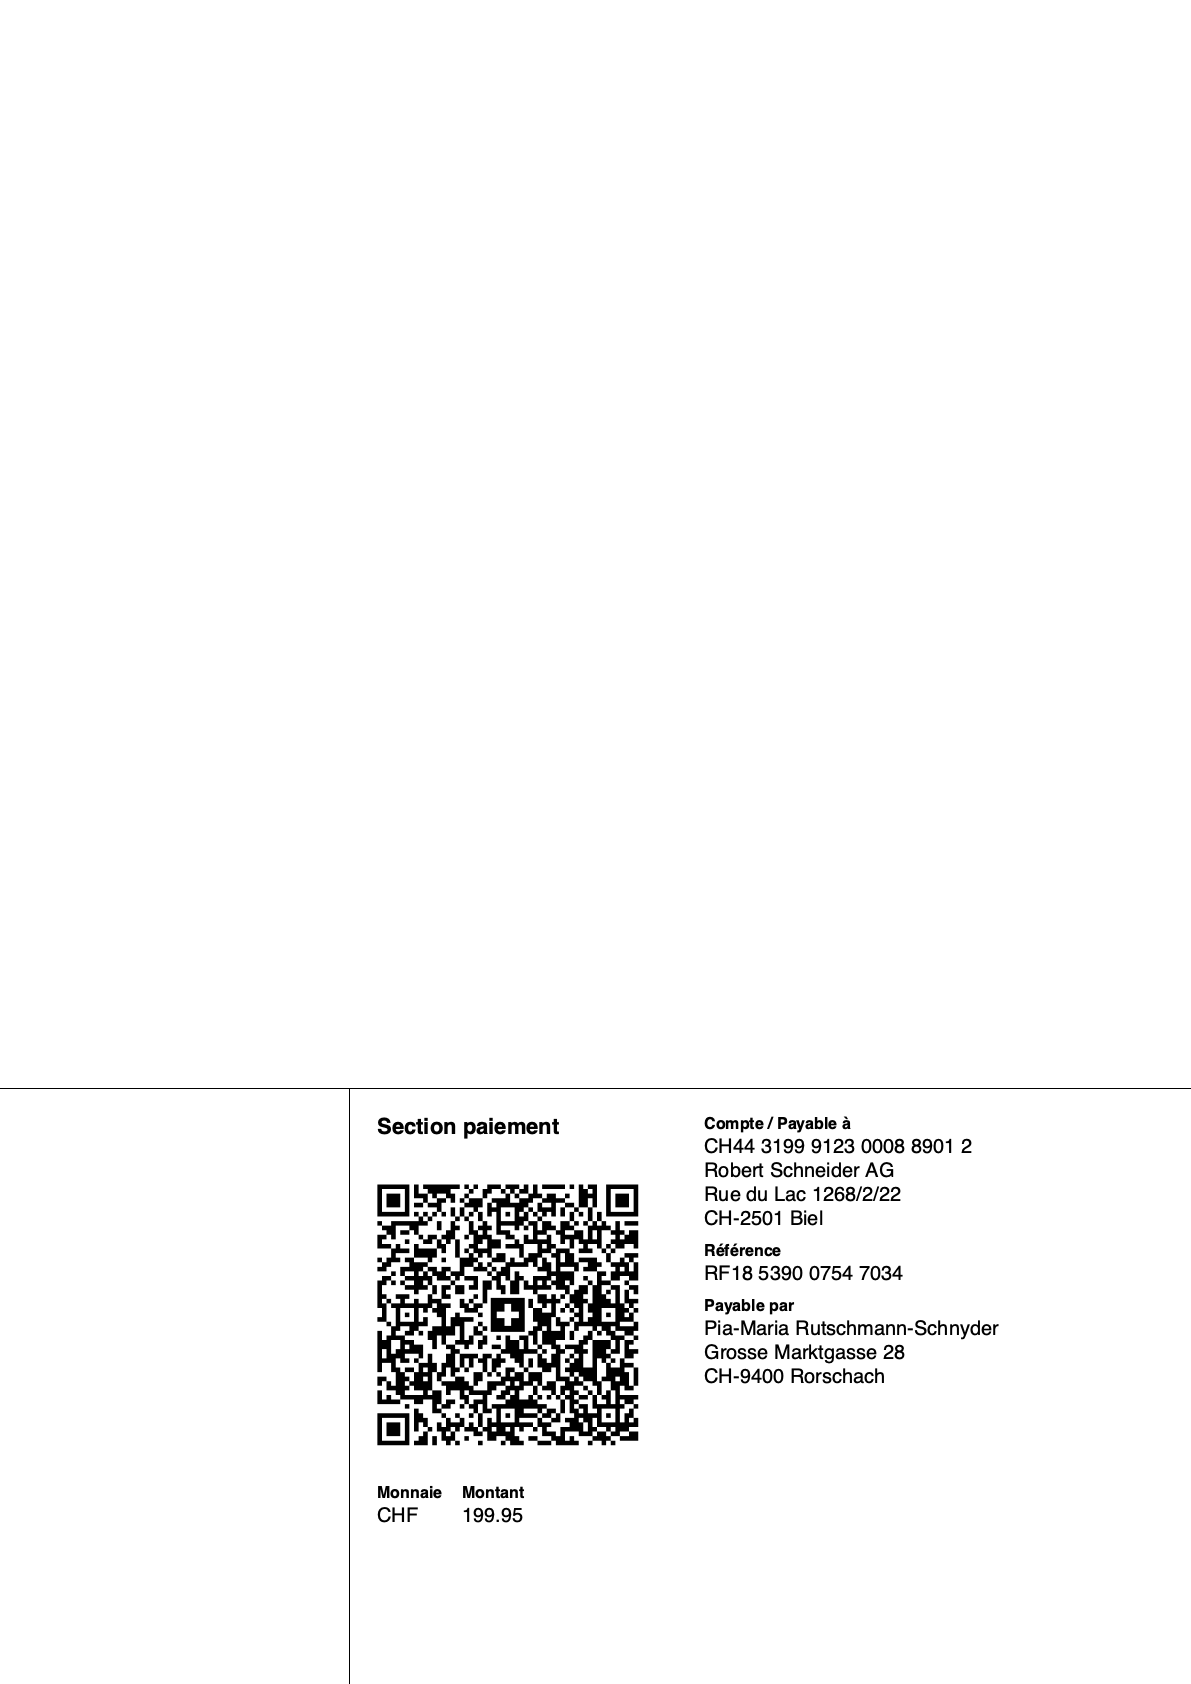 Section paiement
Monnaie Montant
CHF 199.95
Compte / Payable à
CH44 3199 9123 0008 8901 2
Robert Schneider AG
Rue du Lac 1268/2/22
CH-2501 Biel
Référence
RF18 5390 0754 7034
Payable par
Pia-Maria Rutschmann-Schnyder
Grosse Marktgasse 28
CH-9400 Rorschach